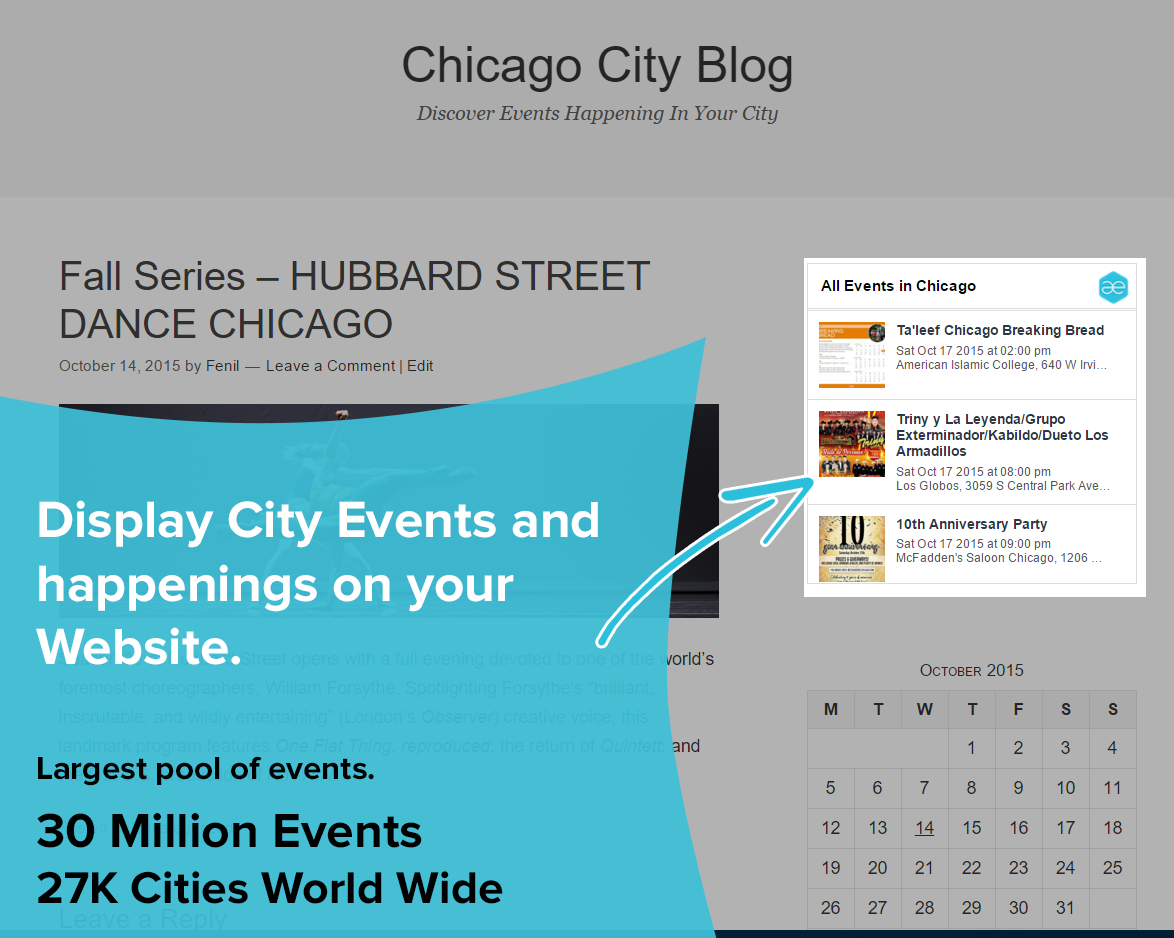 Chicago City Blog
Discover Events Happening In Your City
Fall Series – HUBBARD STREET
DANCE CHICAGO
October 14, 2015 by Fenil — Leave a Comment | Edit
Display City Events and
happenings on your
Website.
Street opens with a full evening devoted to one of the world’s
foremost choreographers, William Forsythe. Spotlighting Forsythe’s “brilliant,
inscrutable, and wildly entertaining” (London’s Observer) creative voice, this
landmark program features One Flat Thing, reproduced; the return of Quintett; and
Largest pool of events.
30 Million Events
27K Cities World Wide
Leave a Reply
All Events in Chicago
æ
Ta'leef Chicago Breaking Bread
Sat Oct 17 2015 at 02:00 pm
American Islamic College, 640 W Irvi...
Triny y La Leyenda/Grupo
Exterminador/Kabildo/Dueto Los
Armadillos
Sat Oct 17 2015 at 08:00 pm
Los Globos, 3059 S Central Park Ave...
10th Anniversary Party
Sat Oct 17 2015 at 09:00 pm
McFadden's Saloon Chicago, 1206 ...
October 2015
M T W T F S S
1 2 3 4
5 6 7 8 9 10 11
12 13 14 15 16 17 18
19 20 21 22 23 24 25
26 27 28 29 30 31